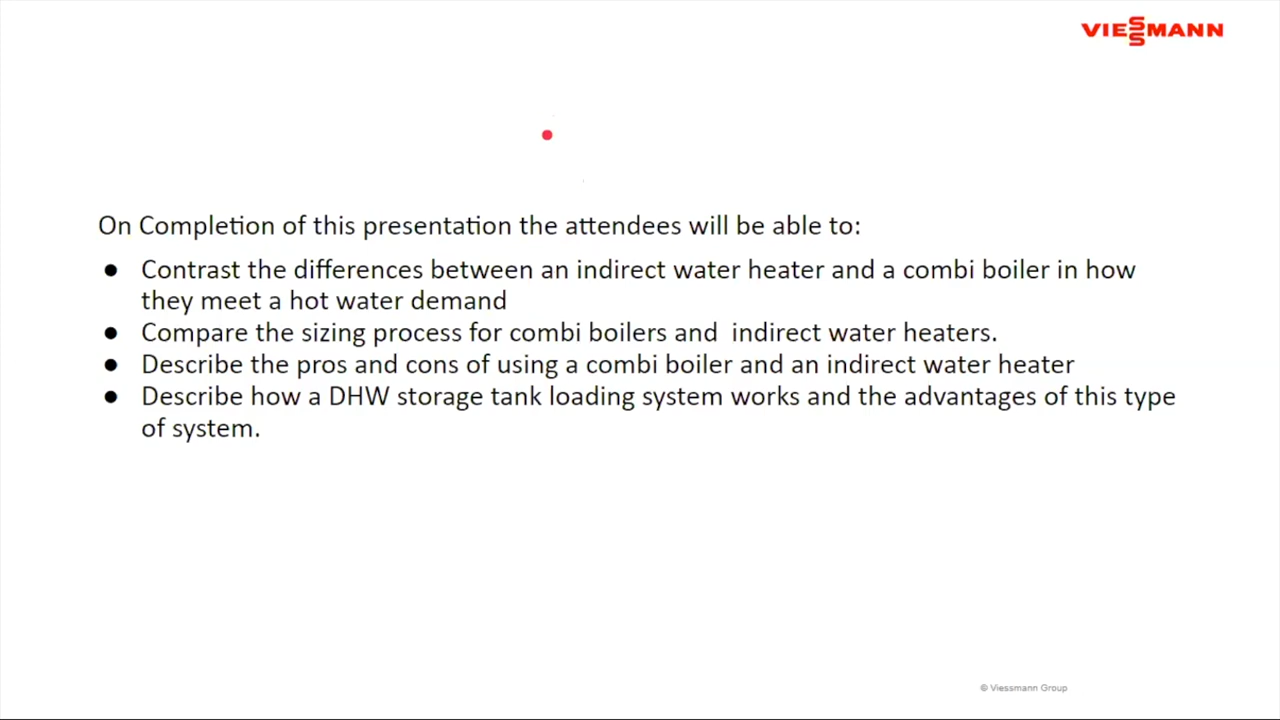 VIESSMANN
On Completion of this presentation the attendees will be able to:
● Contrast the differences between an indirect water heater and a combi boiler in how
they meet a hot water demand
● Compare the sizing process for combi boilers and  indirect water heaters.
● Describe the pros and cons of using a combi boiler and an indirect water heater
● Describe how a DHW storage tank loading system works and the advantages of this type
of system.
© Viessmann Group